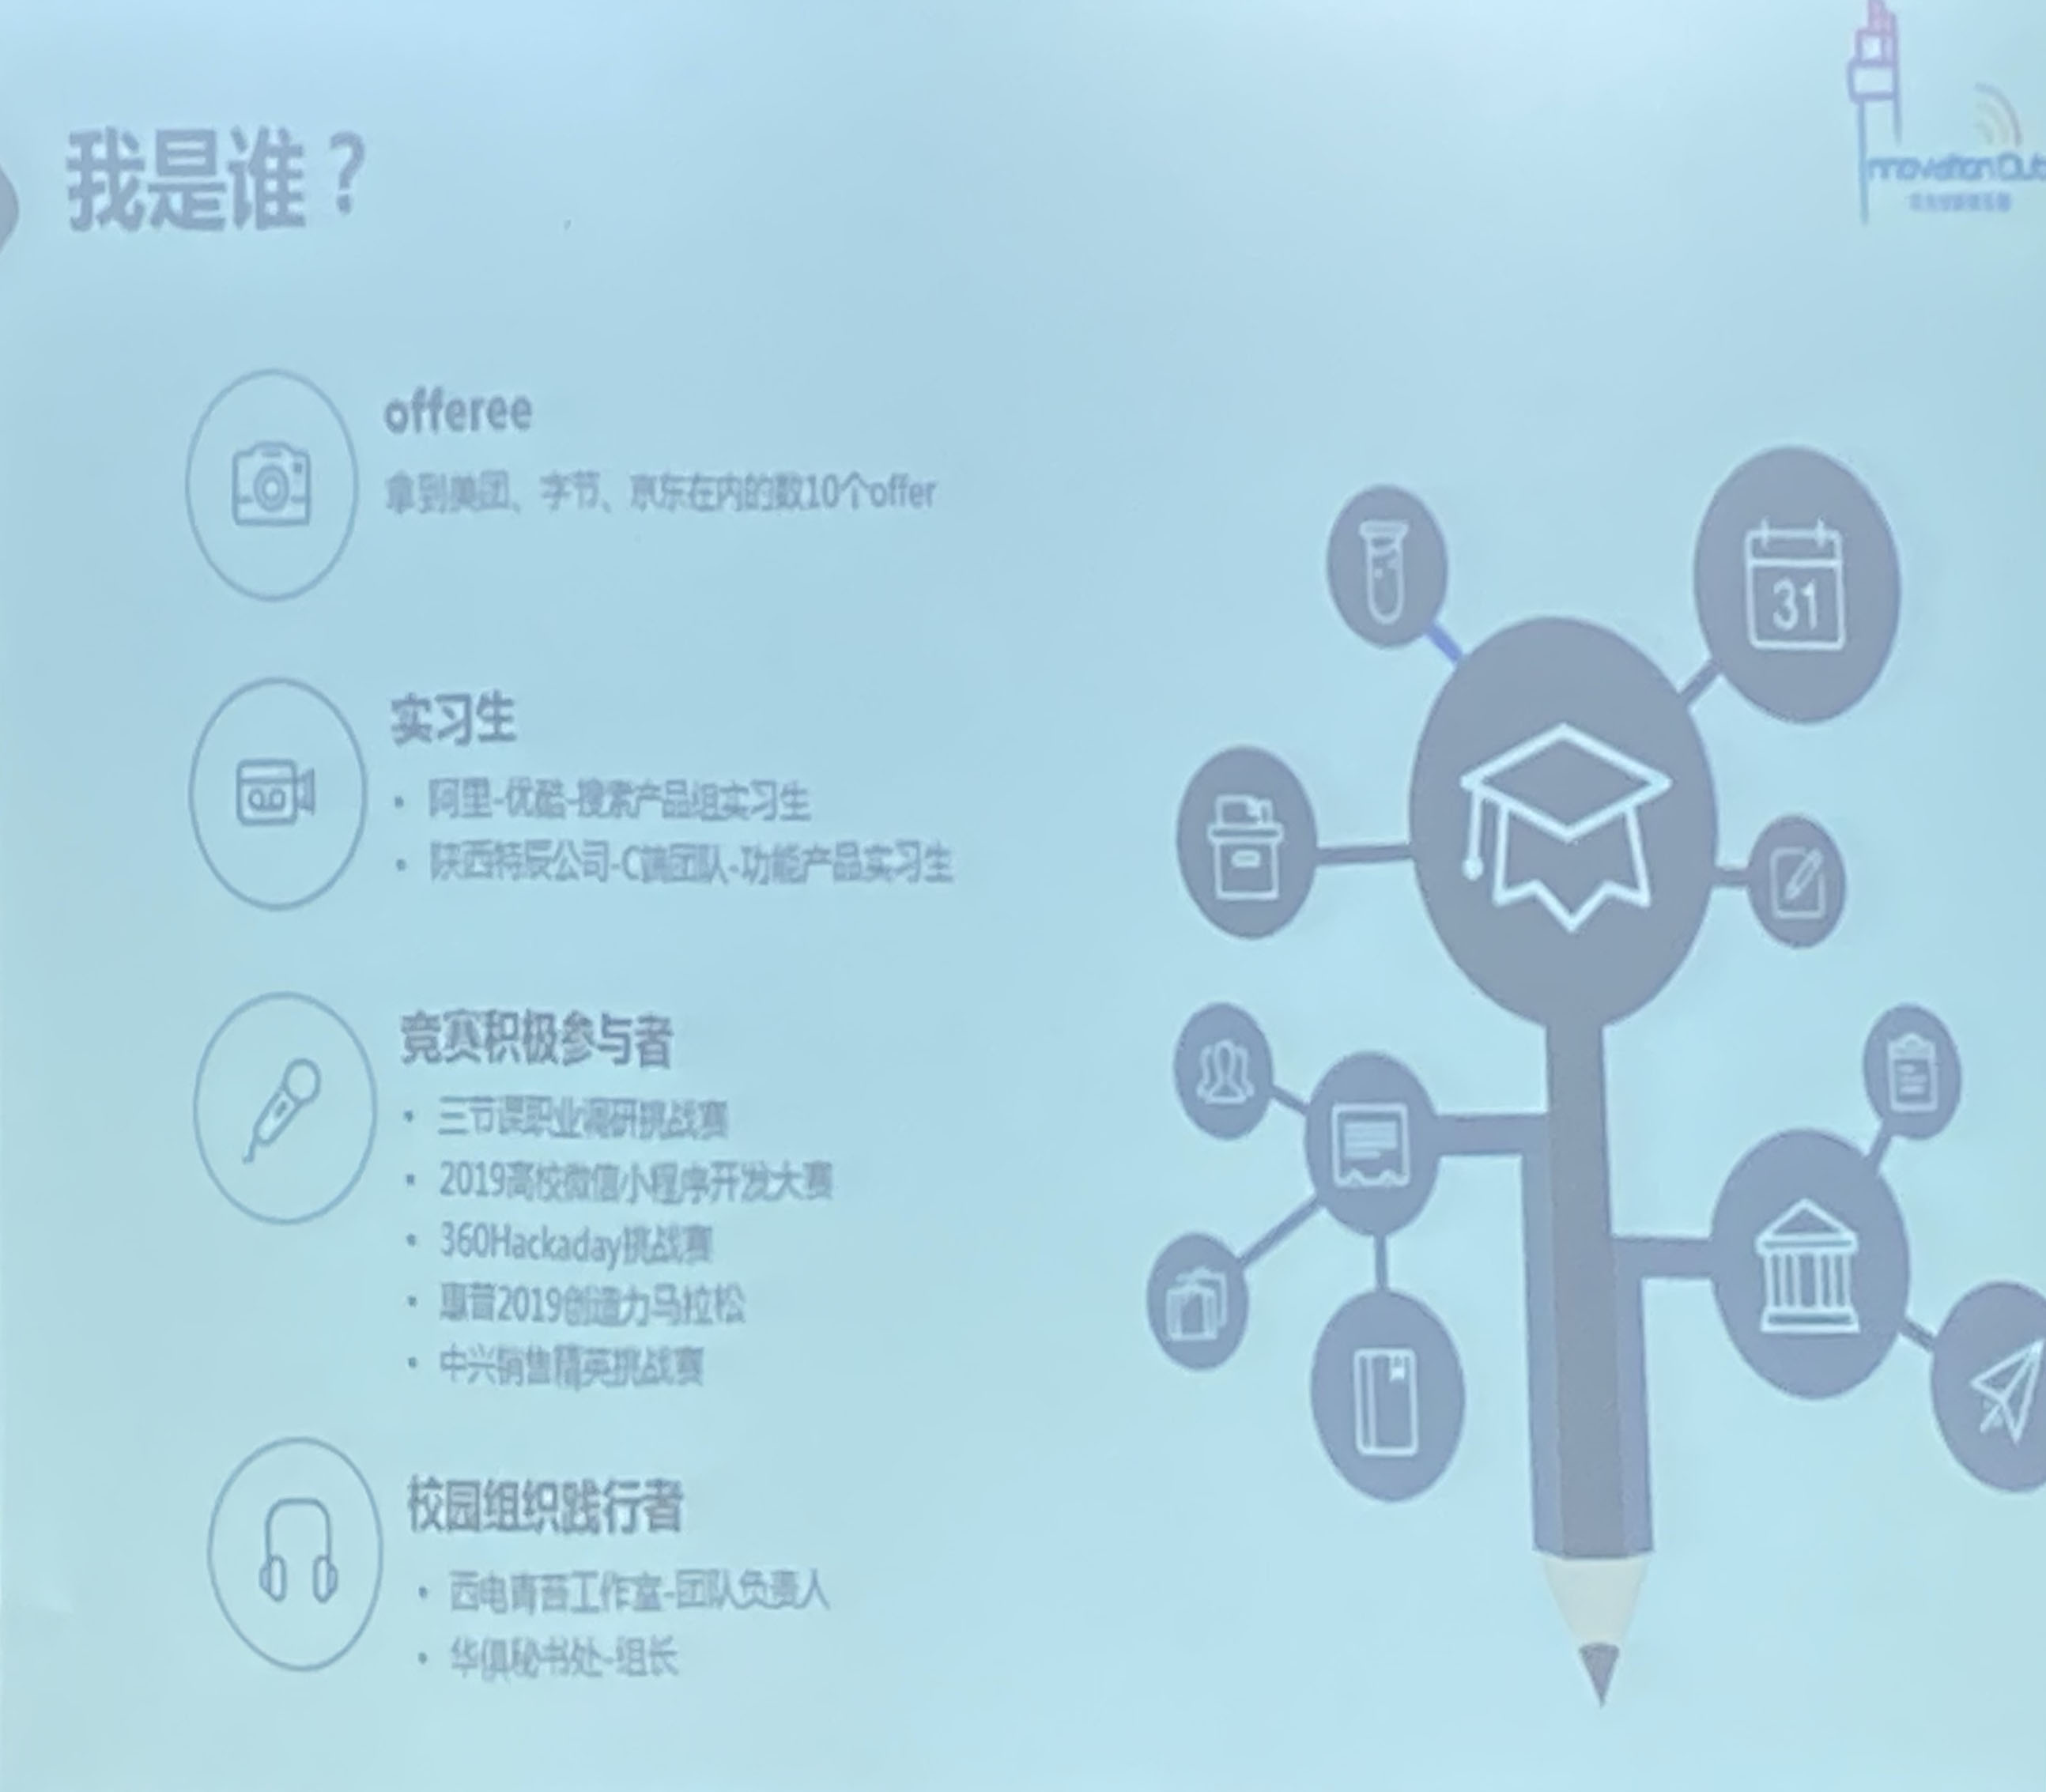 我是谁？
offeree
拿到美团、字节、京东在内的数10个offer
实习生
• 阿里-优酷-搜索产品组实习生
• 陕西特辰公司-C端团队-功能产品实习生
竞赛积极参与者
• 三节课职业调研挑战赛
• 2019高校微信小程序开发大赛
• 360Hackaday挑战赛
• 惠普2019创造力马拉松
• 中兴销售精英挑战赛
校园组织践行者
• 西电青苔工作室-团队负责人
• 华俱秘书处-组长
31